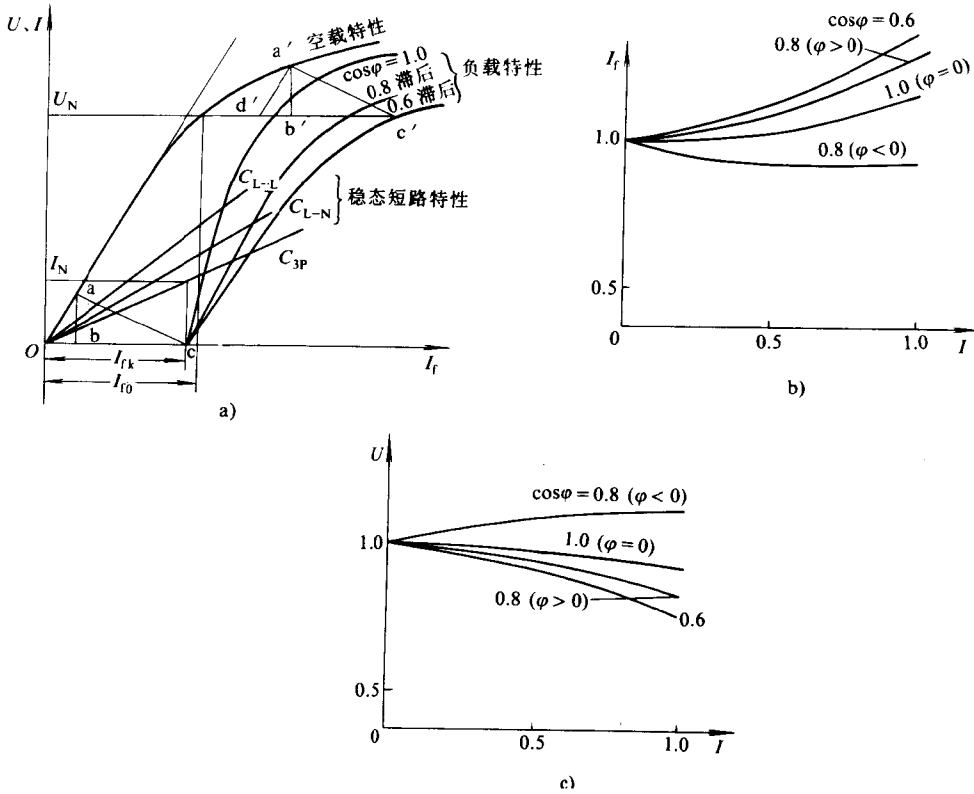 U、I
a′ 空载特性
cosφ = 1.0
0.8 滞后
0.6 滞后
负载特性
U_N
d′
b′
c′
C_L-L
C_L-N
稳态短路特性
C_3P
I_N
a
b
c
O
I_fk
I_f0
I_f
a)
cosφ = 0.6
0.8 (φ>0)
1.0 (φ=0)
0.8 (φ<0)
I_f
1.0
0.5
0
0.5
1.0
I
b)
U
cosφ = 0.8 (φ<0)
1.0
1.0 (φ=0)
0.8 (φ>0)
0.6
0.5
0
0.5
1.0
I
c)